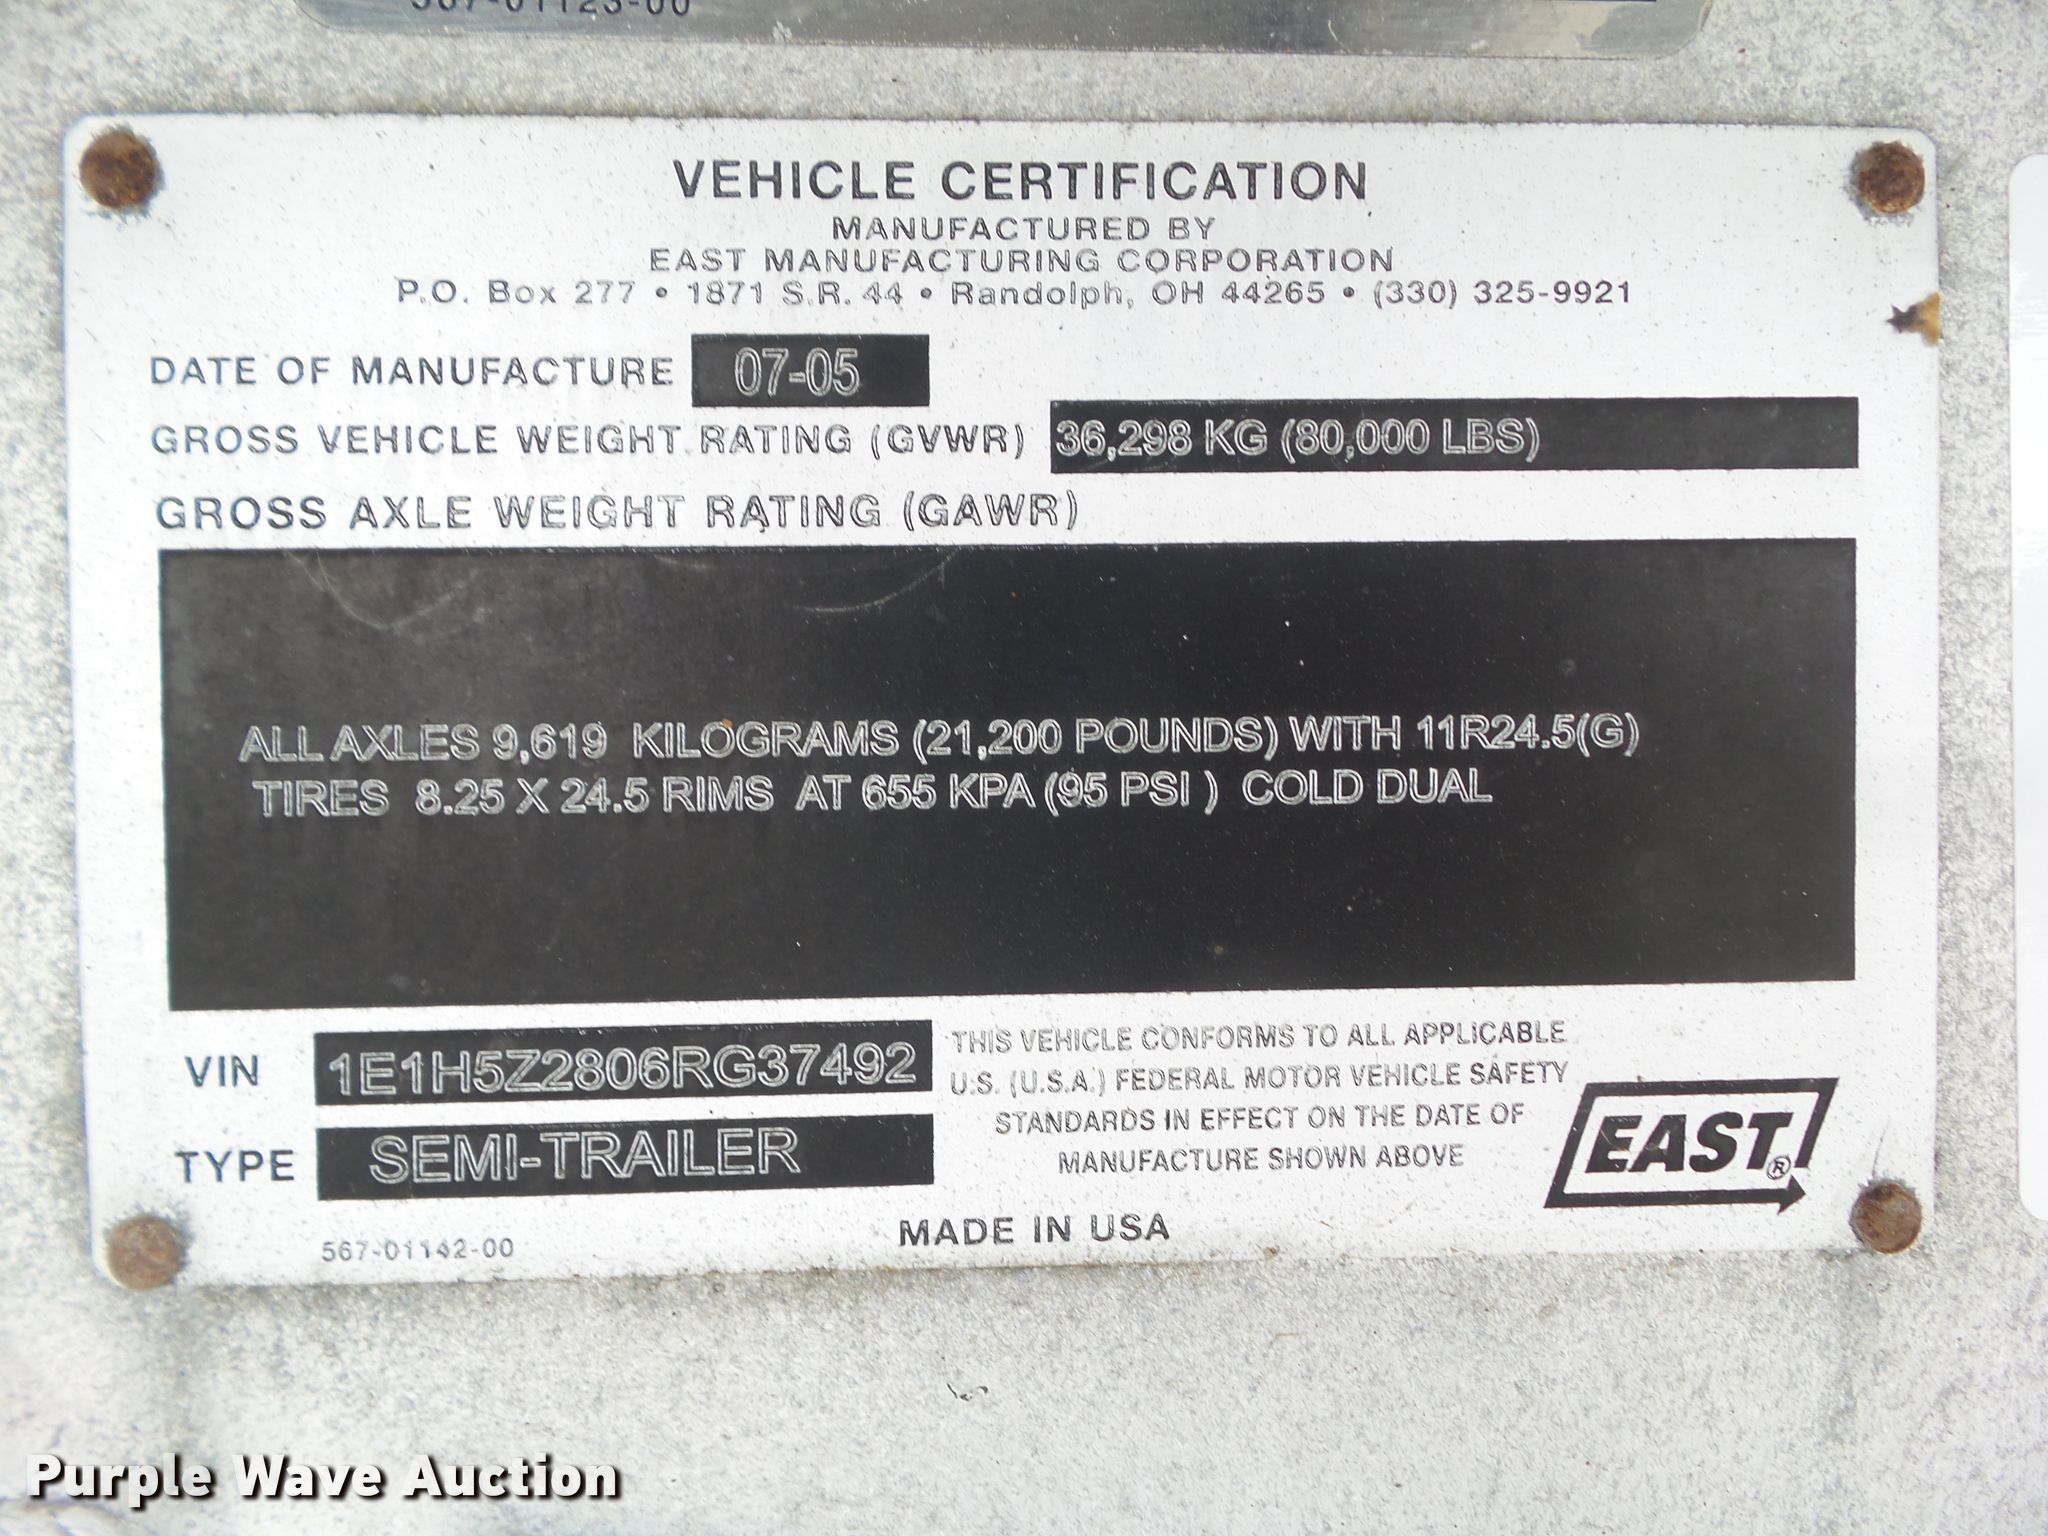 567-01123-00
VEHICLE CERTIFICATION
MANUFACTURED BY
EAST MANUFACTURING CORPORATION
P.O. Box 277 • 1871 S.R. 44 • Randolph, OH 44265 • (330) 325-9921
DATE OF MANUFACTURE 07-05
GROSS VEHICLE WEIGHT RATING (GVWR) 36,298 KG (80,000 LBS)
GROSS AXLE WEIGHT RATING (GAWR)
ALL AXLES 9,619 KILOGRAMS (21,200 POUNDS) WITH 11R24.5(G)
TIRES 8.25 X 24.5 RIMS AT 655 KPA (95 PSI ) COLD DUAL
VIN 1E1H5Z2806RG37492
TYPE SEMI-TRAILER
THIS VEHICLE CONFORMS TO ALL APPLICABLE
U.S. (U.S.A.) FEDERAL MOTOR VEHICLE SAFETY
STANDARDS IN EFFECT ON THE DATE OF
MANUFACTURE SHOWN ABOVE
EAST®
567-01142-00
MADE IN USA
Purple Wave Auction